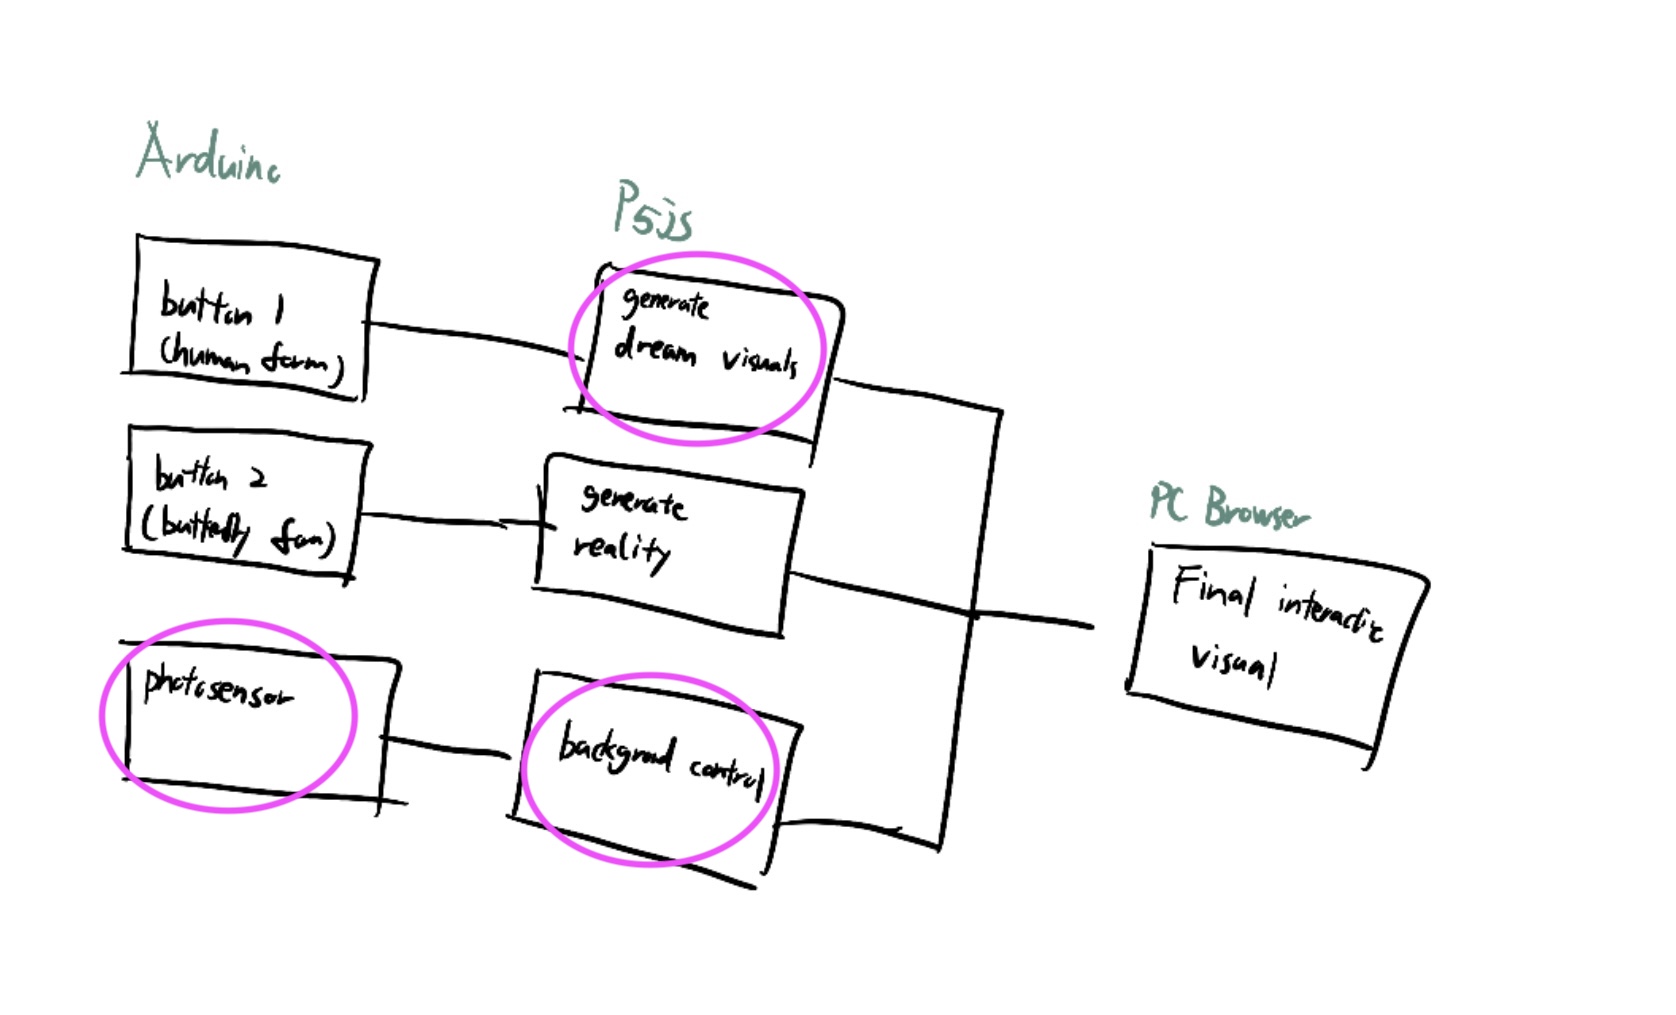 Arduino
P5js
button 1
(human form)
generate
dream visuals
button 2
(butterfly form)
generate
reality
PC Browser
Final interactive
visual
photosensor
background control